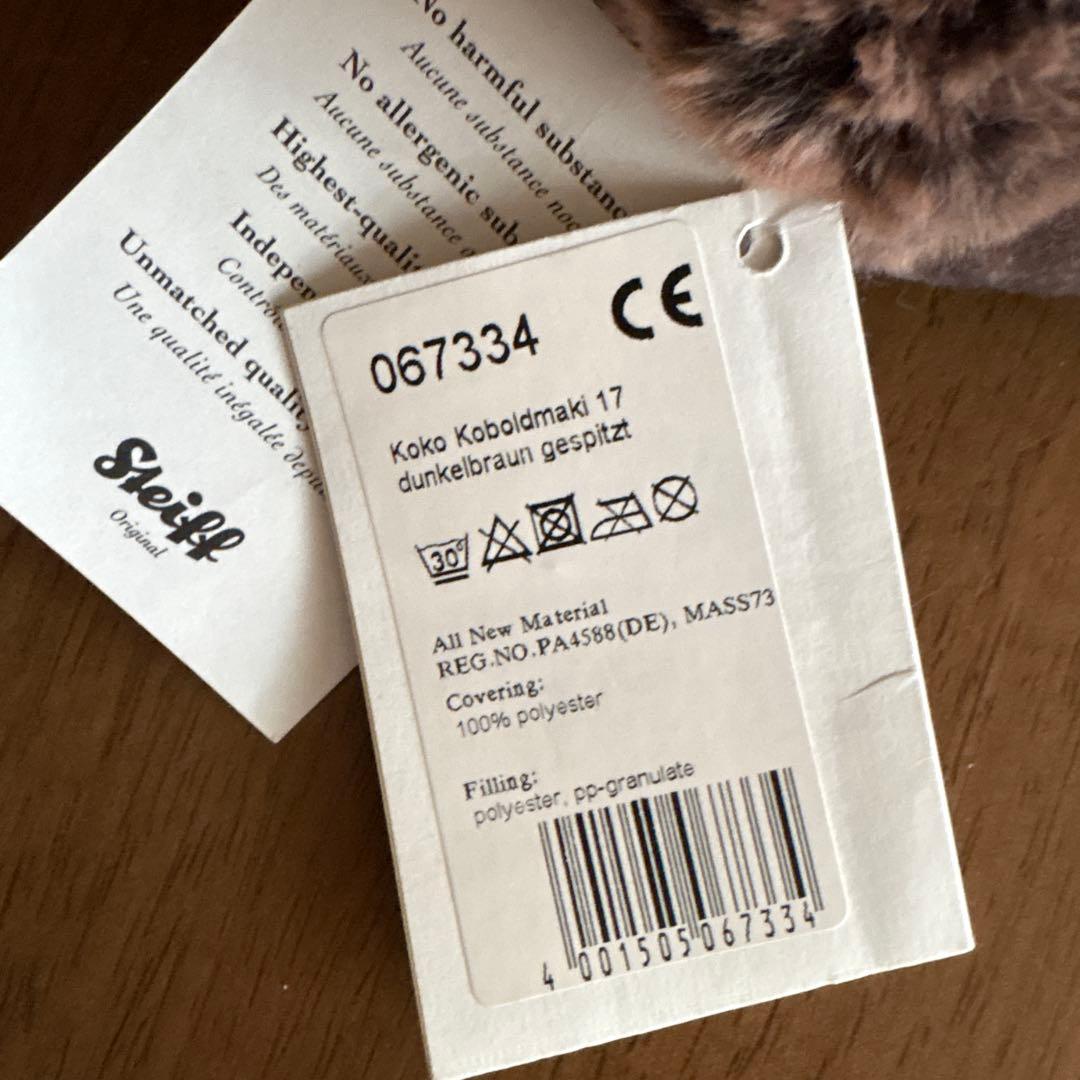 No harmful
Aucune substance noc
No allergenic sub
Aucune substance
Highest-quali
Des matériaux
Indepen
Contrô
Unmatched quality
Une qualité inégalée depu
Steiff
Original
067334
CE
Koko Koboldmaki 17
dunkelbraun gespitzt
30°
All New Material
REG.NO.PA4588(DE), MASS73
Covering:
100% polyester
Filling:
polyester, pp-granulate
4 001505 067334